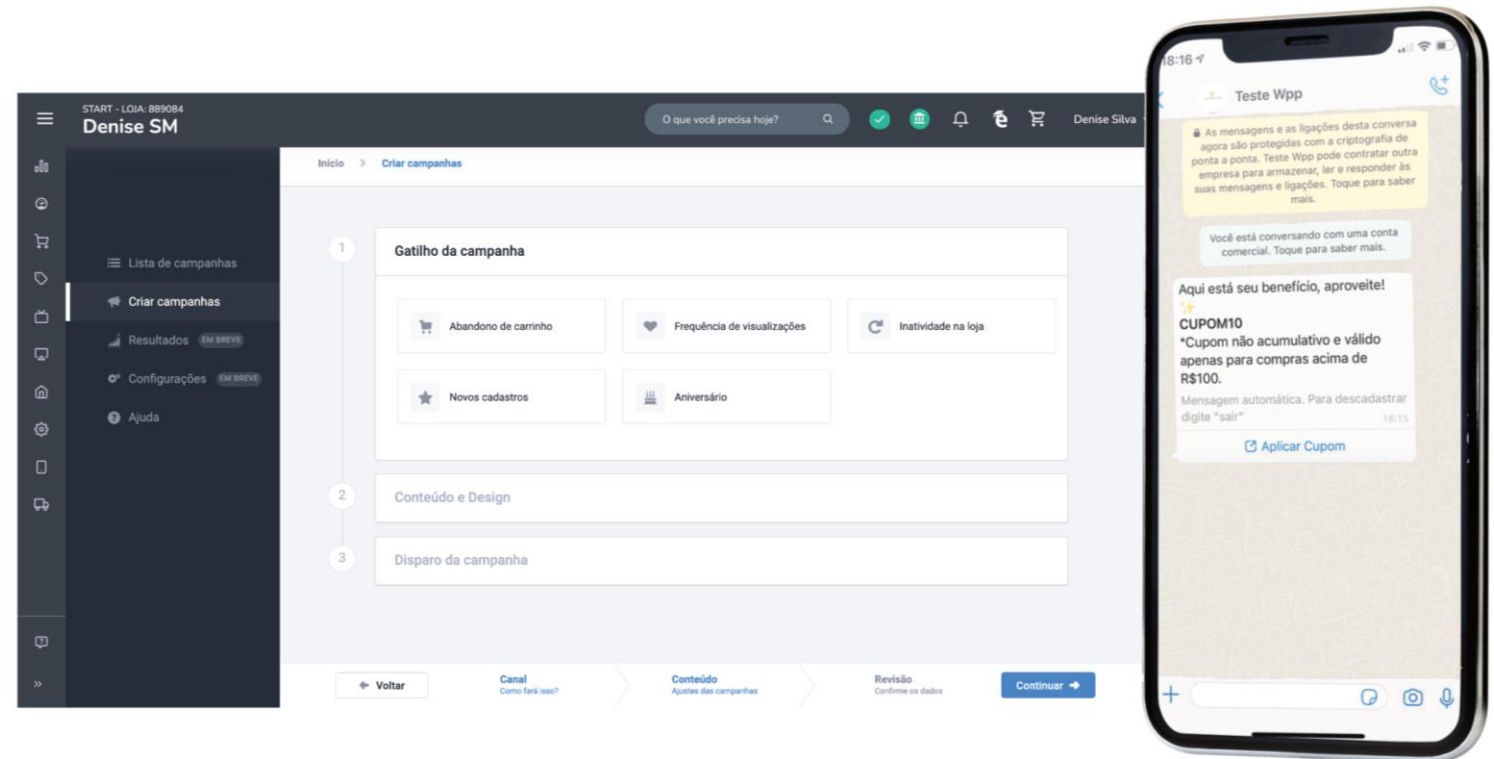 START - LOJA: 889084
Denise SM
O que você precisa hoje?
Denise Silva
Início > Criar campanhas
Lista de campanhas
Criar campanhas
Resultados EM BREVE
Configurações EM BREVE
Ajuda
1
Gatilho da campanha
Abandono de carrinho
Frequência de visualizações
Inatividade na loja
Novos cadastros
Aniversário
2
Conteúdo e Design
3
Disparo da campanha
Voltar
Canal
Como fará isso?
Conteúdo
Ajustes das campanhas
Revisão
Confirme os dados
Continuar
18:16
Teste Wpp
As mensagens e as ligações desta conversa
agora são protegidas com a criptografia de
ponta a ponta. Teste Wpp pode contratar outra
empresa para armazenar, ler e responder às
suas mensagens e ligações. Toque para saber
mais.
Você está conversando com uma conta
comercial. Toque para saber mais.
Aqui está seu benefício, aproveite!
✨
CUPOM10
*Cupom não acumulativo e válido
apenas para compras acima de
R$100.
Mensagem automática. Para descadastrar
digite "sair" 18:15
Aplicar Cupom